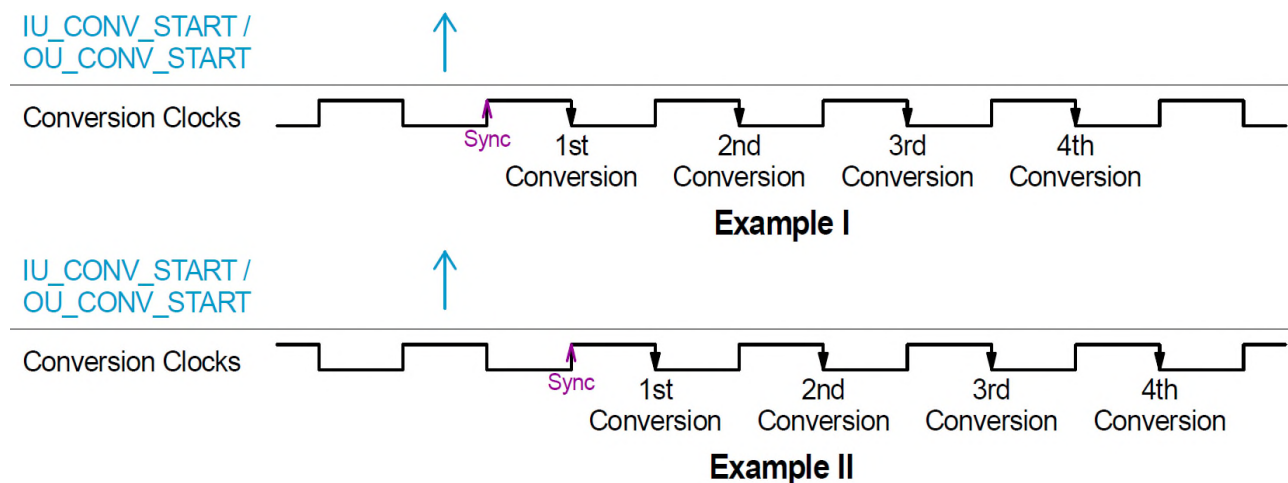 IU_CONV_START /
OU_CONV_START
Conversion Clocks
Sync
1st
Conversion
2nd
Conversion
3rd
Conversion
4th
Conversion
Example I
IU_CONV_START /
OU_CONV_START
Conversion Clocks
Sync
1st
Conversion
2nd
Conversion
3rd
Conversion
4th
Conversion
Example II